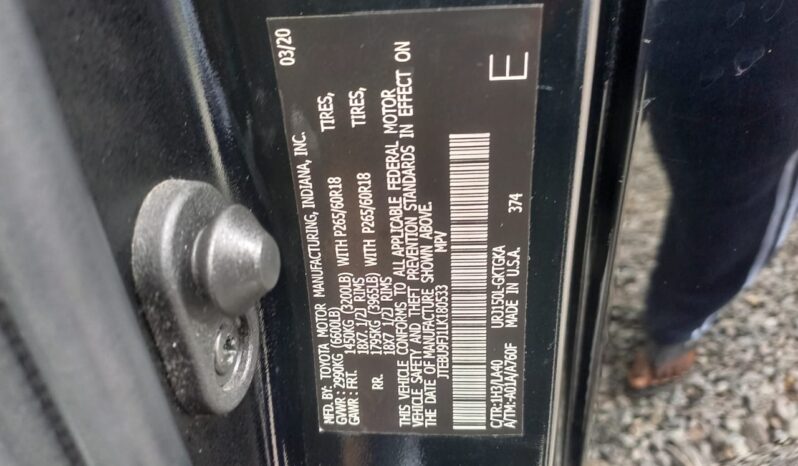 MFD. BY: TOYOTA MOTOR MANUFACTURING, INDIANA, INC. 03/20
GVWR: 2990KG (6600LB)
GAWR: FRT. 1450KG (3200LB) WITH P265/60R18 TIRES,
18X7 1/2J RIMS
RR. 1795KG (3965LB) WITH P265/60R18 TIRES,
18X7 1/2J RIMS
THIS VEHICLE CONFORMS TO ALL APPLICABLE FEDERAL MOTOR
VEHICLE SAFETY AND THEFT PREVENTION STANDARDS IN EFFECT ON
THE DATE OF MANUFACTURE SHOWN ABOVE.
JTEBU9FJ1LK180533 MPV
C/TR:1H3/LA40 URJ150L-GKTGKA
A/TM:-A01A/A760F MADE IN U.S.A. 374
E